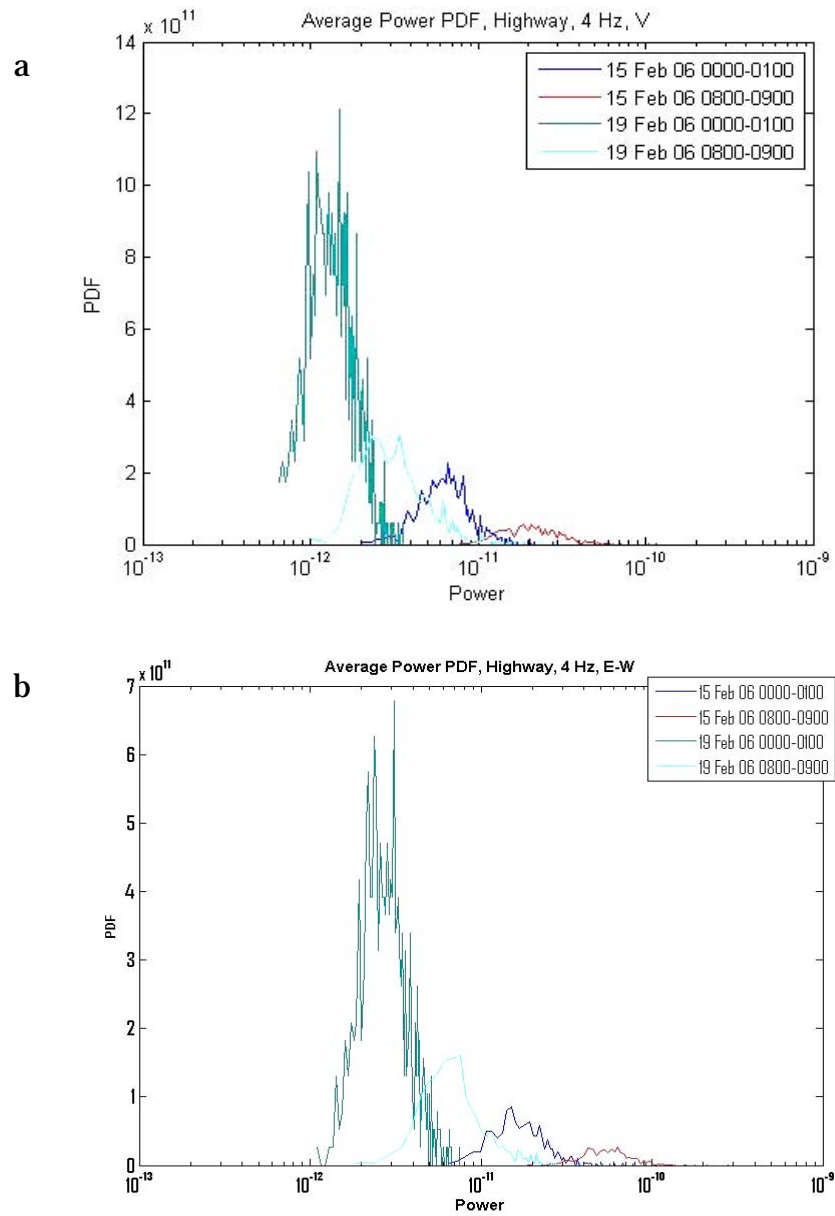 a
Average Power PDF, Highway, 4 Hz, V
x 10^11
14
12
10
8
6
4
2
0
PDF
15 Feb 06 0000-0100
15 Feb 06 0800-0900
19 Feb 06 0000-0100
19 Feb 06 0800-0900
10^-13 10^-12 10^-11 10^-10 10^-9
Power
b
Average Power PDF, Highway, 4 Hz, E-W
x 10^11
7
6
5
4
3
2
1
0
PDF
15 Feb 06 0000-0100
15 Feb 06 0800-0900
19 Feb 06 0000-0100
19 Feb 06 0800-0900
10^-13 10^-12 10^-11 10^-10 10^-9
Power